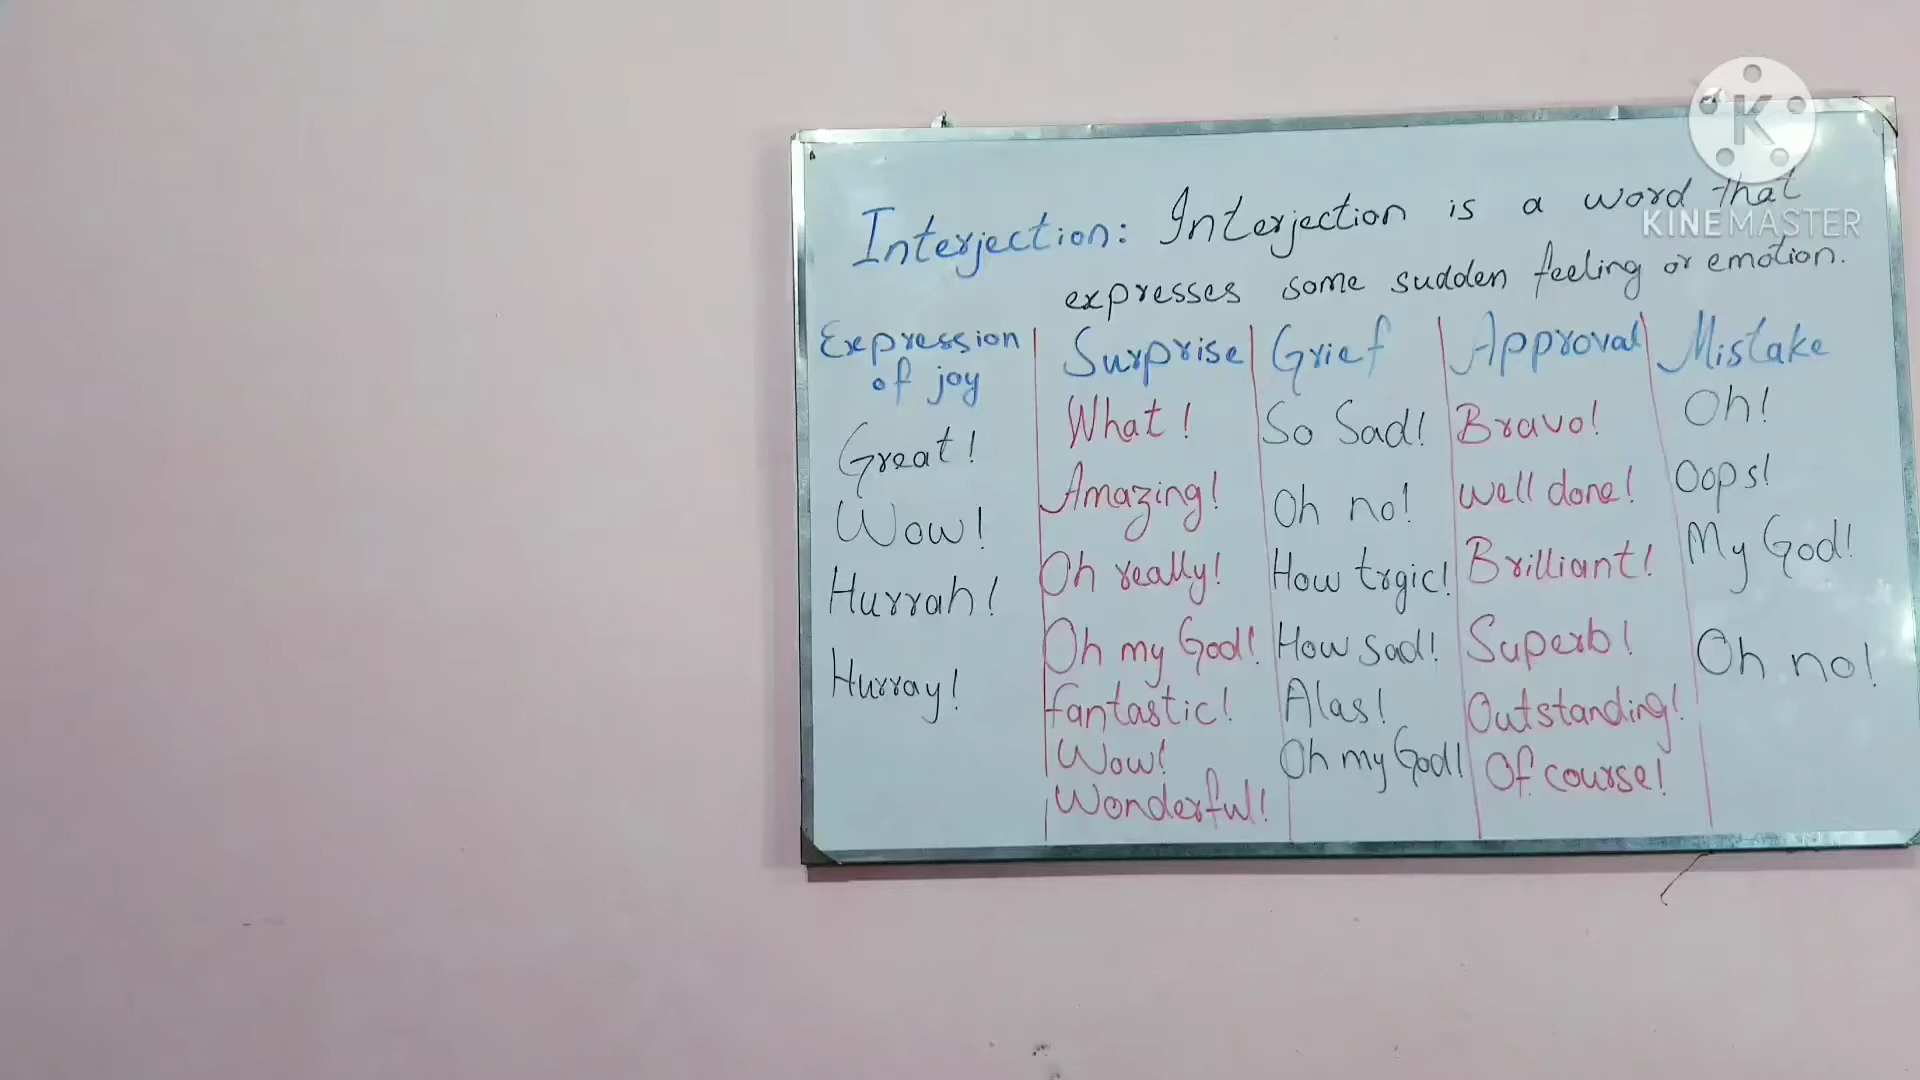 K
KINEMASTER
Interjection: Interjection is a word that
expresses some sudden feeling or emotion.
Expression
of joy
Great!
Wow!
Hurrah!
Hurray!
Surprise
What!
Amazing!
Oh really!
Oh my God!
fantastic!
Wow!
Wonderful!
Grief
So Sad!
Oh no!
How trgic!
How sad!
Alas!
Oh my God!
Approval
Bravo!
well done!
Brilliant!
Superb!
Outstanding!
Of course!
Mistake
Oh!
Oops!
My God!
Oh no!